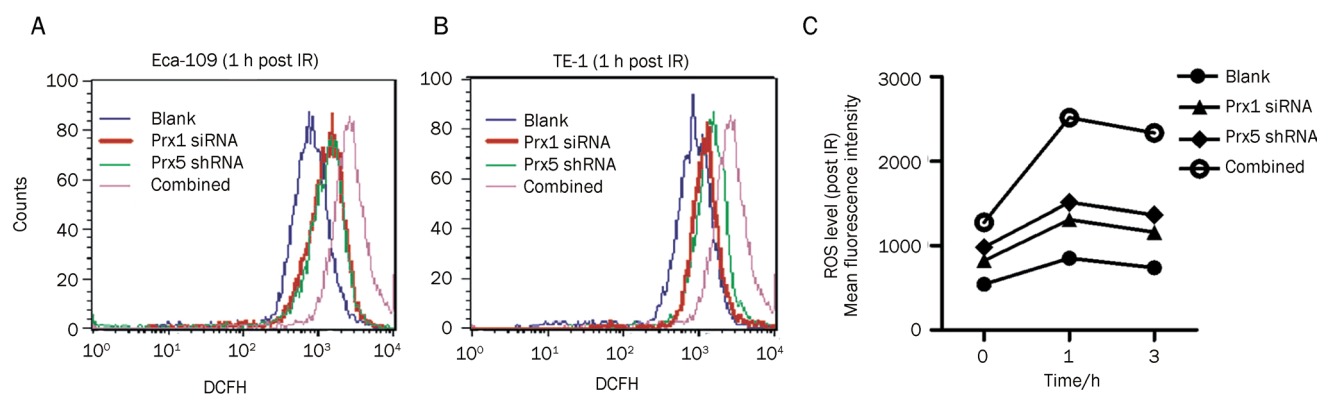 A
Eca-109 (1 h post IR)
100
80
60
40
20
0
Counts
Blank
Prx1 siRNA
Prx5 shRNA
Combined
10⁰ 10¹ 10² 10³ 10⁴
DCFH
B
TE-1 (1 h post IR)
100
80
60
40
20
0
Blank
Prx1 siRNA
Prx5 shRNA
Combined
10⁰ 10¹ 10² 10³ 10⁴
DCFH
C
ROS level (post IR)
Mean fluorescence intensity
3000
2000
1000
0
0 1 3
Time/h
Blank
Prx1 siRNA
Prx5 shRNA
Combined